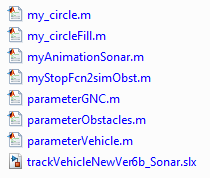 my_circle.m
my_circleFill.m
myAnimationSonar.m
myStopFcn2simObst.m
parameterGNC.m
parameterObstacles.m
parameterVehicle.m
trackVehicleNewVer6b_Sonar.slx